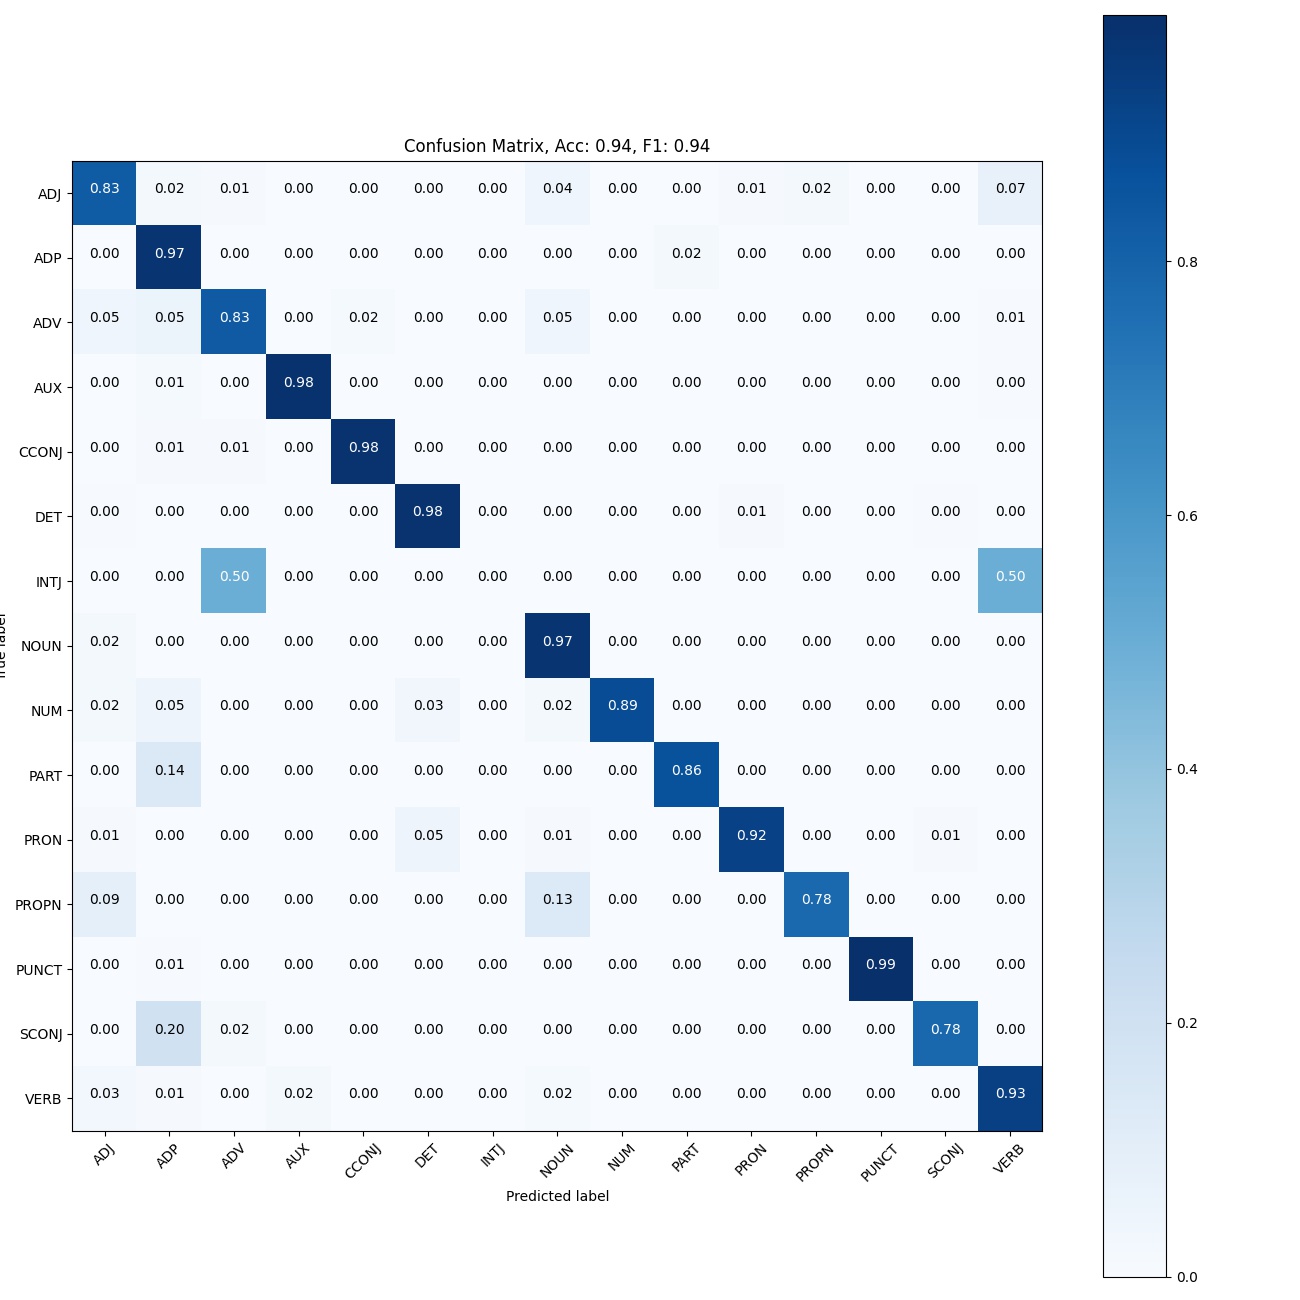 Confusion Matrix, Acc: 0.94, F1: 0.94
ADJ 0.83 0.02 0.01 0.00 0.00 0.00 0.00 0.04 0.00 0.00 0.01 0.02 0.00 0.00 0.07
ADP 0.00 0.97 0.00 0.00 0.00 0.00 0.00 0.00 0.00 0.02 0.00 0.00 0.00 0.00 0.00
ADV 0.05 0.05 0.83 0.00 0.02 0.00 0.00 0.05 0.00 0.00 0.00 0.00 0.00 0.00 0.01
AUX 0.00 0.01 0.00 0.98 0.00 0.00 0.00 0.00 0.00 0.00 0.00 0.00 0.00 0.00 0.00
CCONJ 0.00 0.01 0.01 0.00 0.98 0.00 0.00 0.00 0.00 0.00 0.00 0.00 0.00 0.00 0.00
DET 0.00 0.00 0.00 0.00 0.00 0.98 0.00 0.00 0.00 0.00 0.01 0.00 0.00 0.00 0.00
INTJ 0.00 0.00 0.50 0.00 0.00 0.00 0.00 0.00 0.00 0.00 0.00 0.00 0.00 0.00 0.50
NOUN 0.02 0.00 0.00 0.00 0.00 0.00 0.00 0.97 0.00 0.00 0.00 0.00 0.00 0.00 0.00
NUM 0.02 0.05 0.00 0.00 0.00 0.03 0.00 0.02 0.89 0.00 0.00 0.00 0.00 0.00 0.00
PART 0.00 0.14 0.00 0.00 0.00 0.00 0.00 0.00 0.00 0.86 0.00 0.00 0.00 0.00 0.00
PRON 0.01 0.00 0.00 0.00 0.00 0.05 0.00 0.01 0.00 0.00 0.92 0.00 0.00 0.01 0.00
PROPN 0.09 0.00 0.00 0.00 0.00 0.00 0.00 0.13 0.00 0.00 0.00 0.78 0.00 0.00 0.00
PUNCT 0.00 0.01 0.00 0.00 0.00 0.00 0.00 0.00 0.00 0.00 0.00 0.00 0.99 0.00 0.00
SCONJ 0.00 0.20 0.02 0.00 0.00 0.00 0.00 0.00 0.00 0.00 0.00 0.00 0.00 0.78 0.00
VERB 0.03 0.01 0.00 0.02 0.00 0.00 0.00 0.02 0.00 0.00 0.00 0.00 0.00 0.00 0.93
ADJ ADP ADV AUX CCONJ DET INTJ NOUN NUM PART PRON PROPN PUNCT SCONJ VERB
Predicted label
0.8
0.6
0.4
0.2
0.0